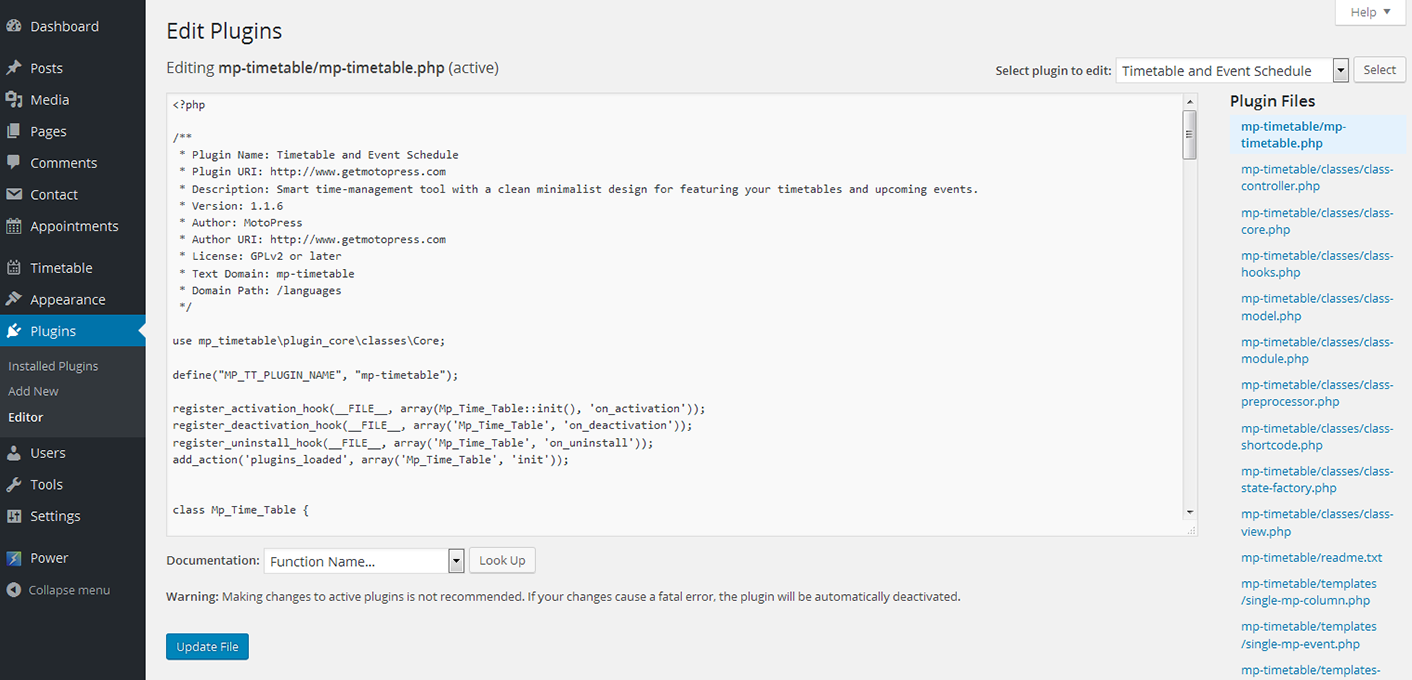 Dashboard
Posts
Media
Pages
Comments
Contact
Appointments
Timetable
Appearance
Plugins
Installed Plugins
Add New
Editor
Users
Tools
Settings
Power
Collapse menu
Help
Edit Plugins
Editing mp-timetable/mp-timetable.php (active)
Select plugin to edit: Timetable and Event Schedule Select
<?php
/**
* Plugin Name: Timetable and Event Schedule
* Plugin URI: http://www.getmotopress.com
* Description: Smart time-management tool with a clean minimalist design for featuring your timetables and upcoming events.
* Version: 1.1.6
* Author: MotoPress
* Author URI: http://www.getmotopress.com
* License: GPLv2 or later
* Text Domain: mp-timetable
* Domain Path: /languages
*/
use mp_timetable\plugin_core\classes\Core;
define("MP_TT_PLUGIN_NAME", "mp-timetable");
register_activation_hook(__FILE__, array(Mp_Time_Table::init(), 'on_activation'));
register_deactivation_hook(__FILE__, array('Mp_Time_Table', 'on_deactivation'));
register_uninstall_hook(__FILE__, array('Mp_Time_Table', 'on_uninstall'));
add_action('plugins_loaded', array('Mp_Time_Table', 'init'));
class Mp_Time_Table {
Documentation: Function Name... Look Up
Warning: Making changes to active plugins is not recommended. If your changes cause a fatal error, the plugin will be automatically deactivated.
Update File
Plugin Files
mp-timetable/mp-
timetable.php
mp-timetable/classes/class-
controller.php
mp-timetable/classes/class-
core.php
mp-timetable/classes/class-
hooks.php
mp-timetable/classes/class-
model.php
mp-timetable/classes/class-
module.php
mp-timetable/classes/class-
preprocessor.php
mp-timetable/classes/class-
shortcode.php
mp-timetable/classes/class-
state-factory.php
mp-timetable/classes/class-
view.php
mp-timetable/readme.txt
mp-timetable/templates
/single-mp-column.php
mp-timetable/templates
/single-mp-event.php
mp-timetable/templates-